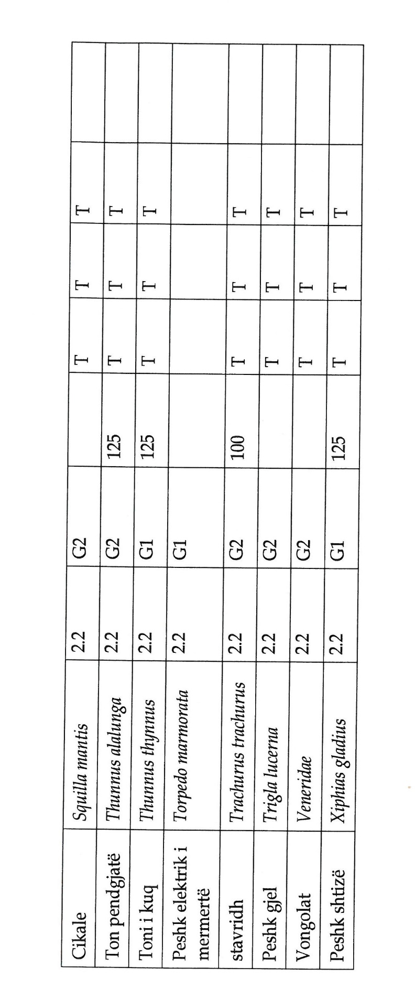 Cikale Squilla mantis 2.2 G2 T T T
Ton pendgjatë Thunnus alalunga 2.2 G2 125 T T T
Toni i kuq Thunnus thynnus 2.2 G1 125 T T T
Peshk elektrik i Torpedo marmorata 2.2 G1
mermertë
stavridh Trachurus trachurus 2.2 G2 100 T T T
Peshk gjel Trigla lucerna 2.2 G2 T T T
Vongolat Veneridae 2.2 G2 T T T
Peshk shtizë Xiphias gladius 2.2 G1 125 T T T